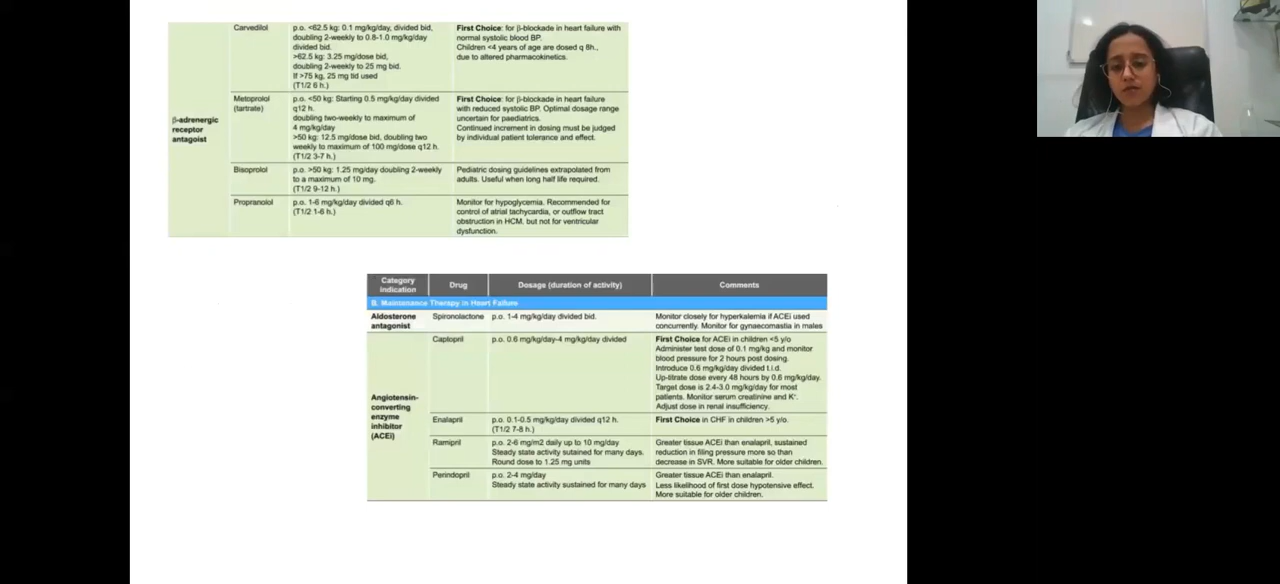 β-adrenergic
receptor
antagoist
Carvedilol
p.o. <62.5 kg: 0.1 mg/kg/day, divided bid,
doubling 2-weekly to 0.8-1.0 mg/kg/day
divided bid.
>62.5 kg: 3.25 mg/dose bid,
doubling 2-weekly to 25 mg bid.
If >75 kg, 25 mg tid used
(T1/2 6 h.)
First Choice: for β-blockade in heart failure with
normal systolic blood BP.
Children <4 years of age are dosed q 8h.,
due to altered pharmacokinetics.
Metoprolol
(tartrate)
p.o. <50 kg: Starting 0.5 mg/kg/day divided
q12 h.
doubling two-weekly to maximum of
4 mg/kg/day
>50 kg: 12.5 mg/dose bid, doubling two
weekly to maximum of 100 mg/dose q12 h.
(T1/2 3-7 h.)
First Choice: for β-blockade in heart failure
with reduced systolic BP. Optimal dosage range
uncertain for paediatrics.
Continued increment in dosing must be judged
by individual patient tolerance and effect.
Bisoprolol
p.o. >50 kg: 1.25 mg/day doubling 2-weekly
to a maximum of 10 mg.
(T1/2 9-12 h.)
Pediatric dosing guidelines extrapolated from
adults. Useful when long half life required.
Propranolol
p.o. 1-6 mg/kg/day divided q6 h.
(T1/2 1-6 h.)
Monitor for hypoglycemia. Recommended for
control of atrial tachycardia, or outflow tract
obstruction in HCM, but not for ventricular
dysfunction.
Category
indication
Drug
Dosage (duration of activity)
Comments
B. Maintenance Therapy in Heart Failure
Aldosterone
antagonist
Spironolactone
p.o. 1-4 mg/kg/day divided bid.
Monitor closely for hyperkalemia if ACEi used
concurrently. Monitor for gynaecomastia in males
Angiotensin-
converting
enzyme
inhibitor
(ACEi)
Captopril
p.o. 0.6 mg/kg/day-4 mg/kg/day divided
First Choice for ACEi in children <5 y/o
Administer test dose of 0.1 mg/kg and monitor
blood pressure for 2 hours post dosing.
Introduce 0.6 mg/kg/day divided t.i.d.
Up-titrate dose every 48 hours by 0.6 mg/kg/day.
Target dose is 2.4-3.0 mg/kg/day for most
patients. Monitor serum creatinine and K⁺.
Adjust dose in renal insufficiency.
Enalapril
p.o. 0.1-0.5 mg/kg/day divided q12 h.
(T1/2 7-8 h.)
First Choice in CHF in children >5 y/o.
Ramipril
p.o. 2-6 mg/m2 daily up to 10 mg/day
Steady state activity sutained for many days.
Round dose to 1.25 mg units
Greater tissue ACEi than enalapril, sustained
reduction in filing pressure more so than
decrease in SVR. More suitable for older children.
Perindopril
p.o. 2-4 mg/day
Steady state activity sustained for many days
Greater tissue ACEi than enalapril.
Less likelihood of first dose hypotensive effect.
More suitable for older children.